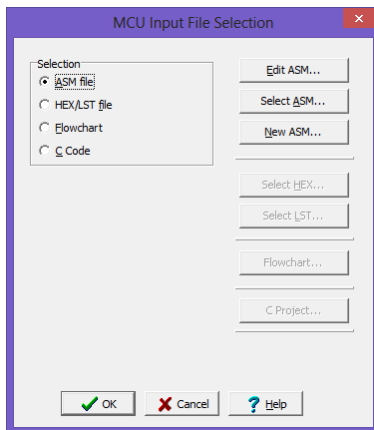 MCU Input File Selection
Selection
ASM file
HEX/LST file
Flowchart
C Code
Edit ASM...
Select ASM...
New ASM...
Select HEX...
Select LST...
Flowchart...
C Project...
OK
Cancel
? Help